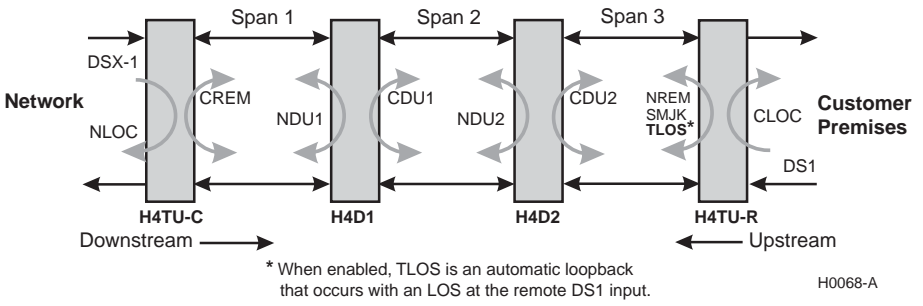 Span 1
Span 2
Span 3
DSX-1
Network
NLOC
CREM
NDU1
CDU1
NDU2
CDU2
NREM
SMJK
TLOS*
CLOC
Customer
Premises
DS1
H4TU-C
H4D1
H4D2
H4TU-R
Downstream
Upstream
* When enabled, TLOS is an automatic loopback
that occurs with an LOS at the remote DS1 input.
H0068-A